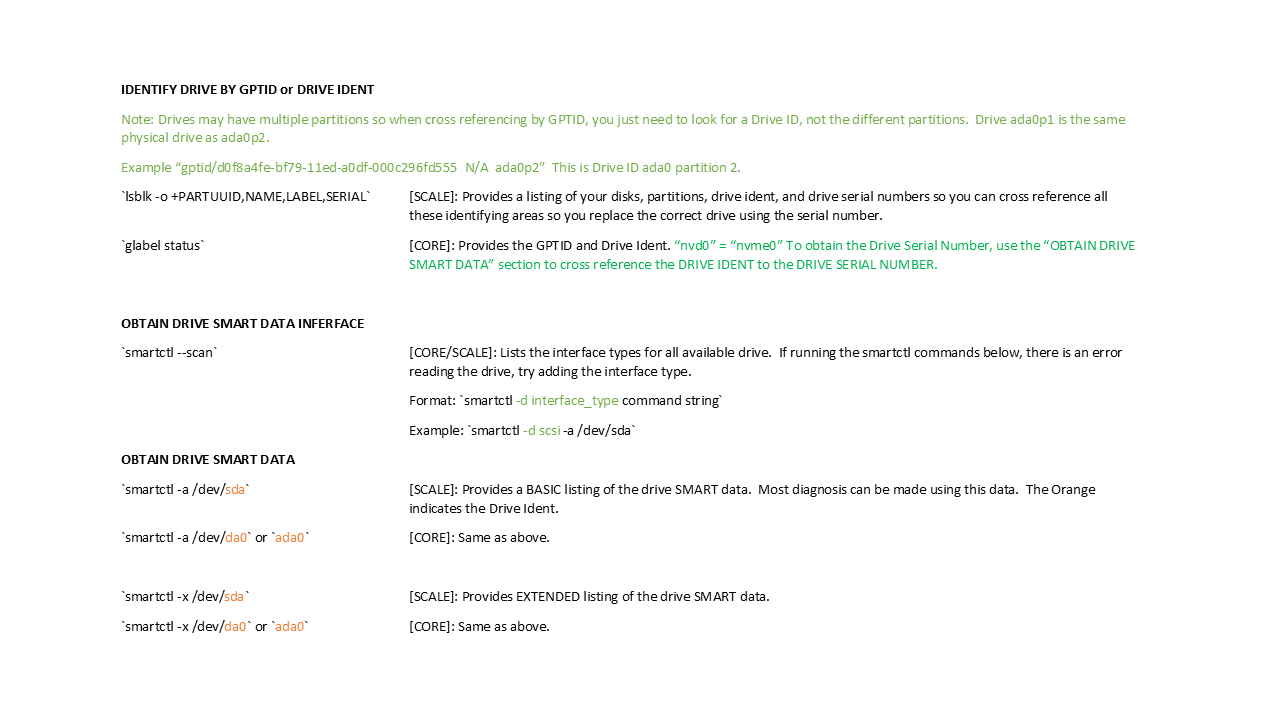 IDENTIFY DRIVE BY GPTID or DRIVE IDENT
Note: Drives may have multiple partitions so when cross referencing by GPTID, you just need to look for a Drive ID, not the different partitions.  Drive ada0p1 is the same
physical drive as ada0p2.
Example “gptid/d0f8a4fe-bf79-11ed-a0df-000c296fd555  N/A  ada0p2”  This is Drive ID ada0 partition 2.
`lsblk -o +PARTUUID,NAME,LABEL,SERIAL` [SCALE]: Provides a listing of your disks, partitions, drive ident, and drive serial numbers so you can cross reference all
these identifying areas so you replace the correct drive using the serial number.
`glabel status` [CORE]: Provides the GPTID and Drive Ident. “nvd0” = “nvme0” To obtain the Drive Serial Number, use the “OBTAIN DRIVE
SMART DATA” section to cross reference the DRIVE IDENT to the DRIVE SERIAL NUMBER.
OBTAIN DRIVE SMART DATA INFERFACE
`smartctl --scan` [CORE/SCALE]: Lists the interface types for all available drive.  If running the smartctl commands below, there is an error
reading the drive, try adding the interface type.
Format: `smartctl -d interface_type command string`
Example: `smartctl -d scsi -a /dev/sda`
OBTAIN DRIVE SMART DATA
`smartctl -a /dev/sda` [SCALE]: Provides a BASIC listing of the drive SMART data.  Most diagnosis can be made using this data.  The Orange
indicates the Drive Ident.
`smartctl -a /dev/da0` or `ada0` [CORE]: Same as above.
`smartctl -x /dev/sda` [SCALE]: Provides EXTENDED listing of the drive SMART data.
`smartctl -x /dev/da0` or `ada0` [CORE]: Same as above.